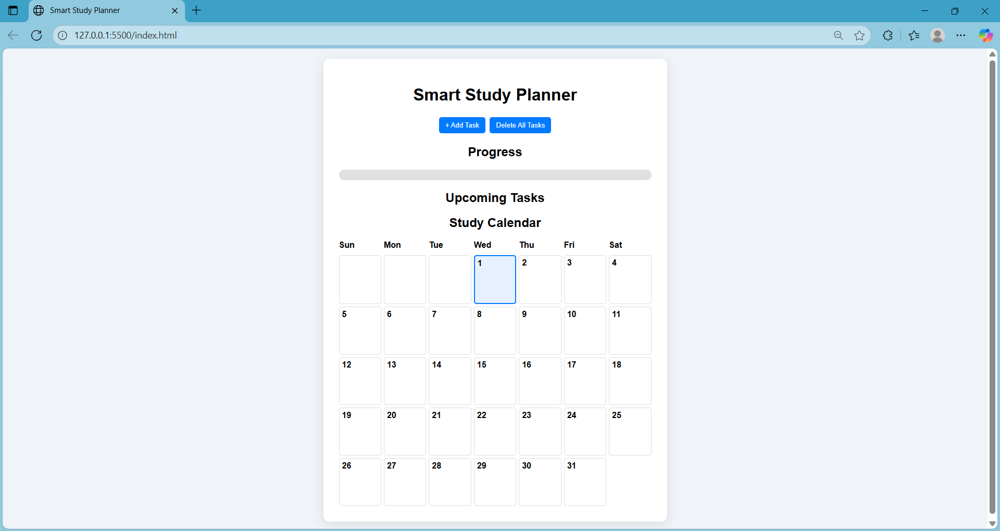 Smart Study Planner
127.0.0.1:5500/index.html
Smart Study Planner
+ Add Task Delete All Tasks
Progress
Upcoming Tasks
Study Calendar
Sun Mon Tue Wed Thu Fri Sat
1 2 3 4
5 6 7 8 9 10 11
12 13 14 15 16 17 18
19 20 21 22 23 24 25
26 27 28 29 30 31